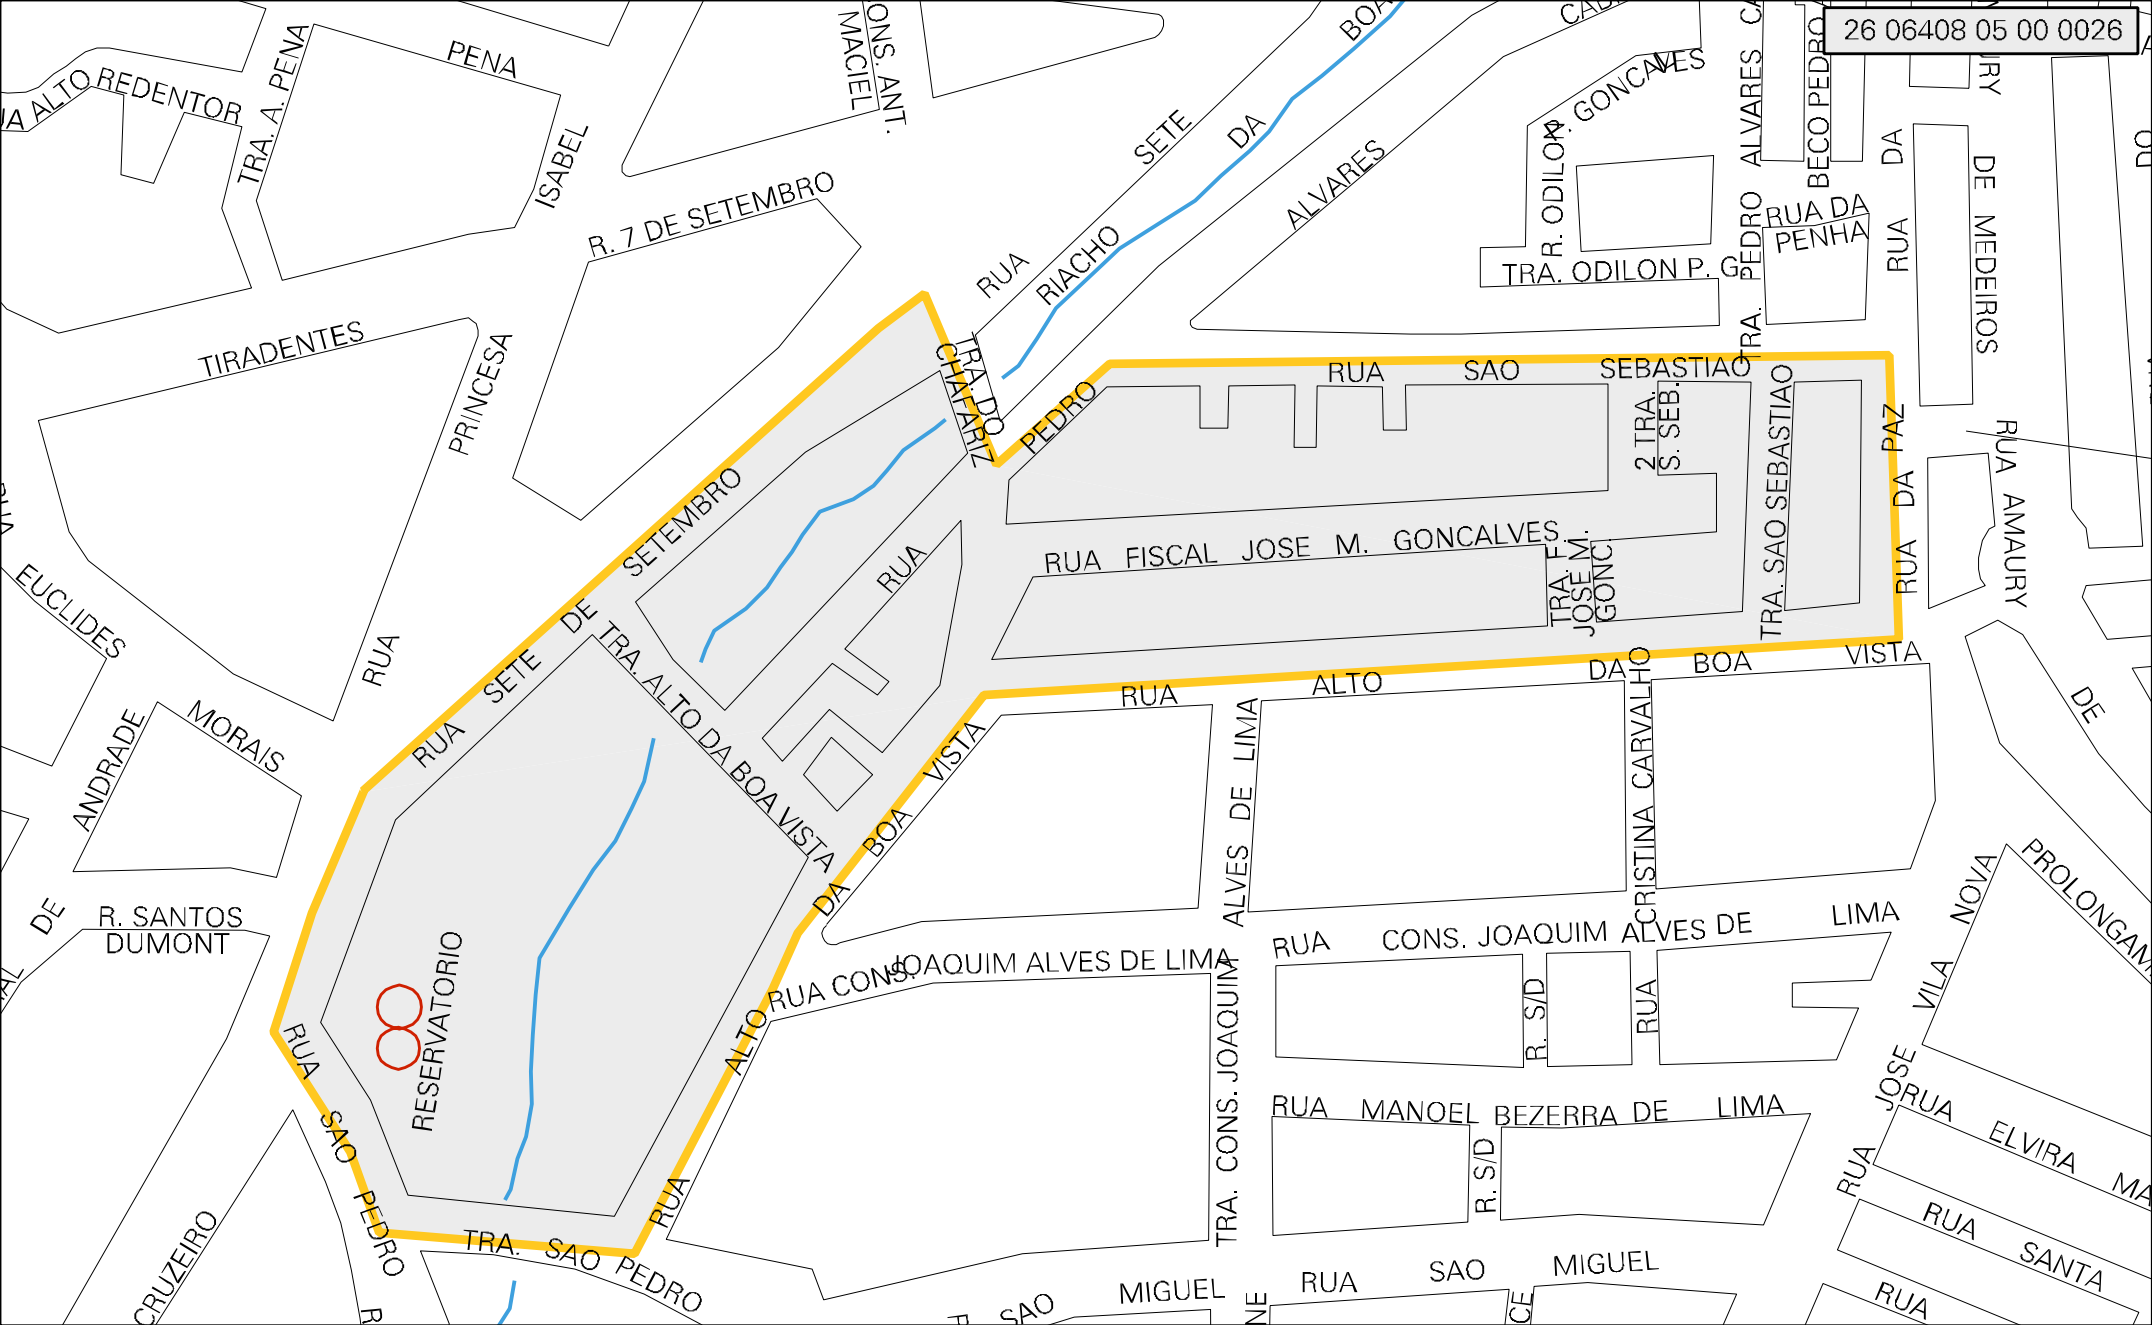 26 06408 05 00 0026
ONS. ANT.
MACIEL
PENA
TRA. A. PENA
ALTO REDENTOR
ISABEL
R. 7 DE SETEMBRO
TIRADENTES
PRINCESA
RUA
RUA SETE DE SETEMBRO
RUA SETE
RIACHO DA BOA
ALVARES
PEDRO
P. GONCALVES
R. ODILON
TRA. ODILON P. G.
TRA. PEDRO ALVARES
BECO PEDRO
RUA DA
PENHA
RUA DA
DE MEDEIROS
TRA. DO
CHAFARIZ
RUA SAO SEBASTIAO
2 TRA.
S. SEB.
TRA. SAO SEBASTIAO
RUA DA PAZ
RUA AMAURY
DE
RUA FISCAL JOSE M. GONCALVES
TRA. F.
JOSE M.
GONC.
RUA
TRA. ALTO DA BOA VISTA
RUA ALTO DA BOA VISTA
RUA ALTO DA BOA VISTA
EUCLIDES
MORAIS
ANDRADE
DE
R. SANTOS
DUMONT
RESERVATORIO
RUA SAO PEDRO
TRA. SAO PEDRO
CRUZEIRO
RUA CONS. JOAQUIM ALVES DE LIMA
TRA. CONS. JOAQUIM ALVES DE LIMA
RUA CONS. JOAQUIM ALVES DE LIMA
RUA CRISTINA CARVALHO
R. S/D
RUA MANOEL BEZERRA DE LIMA
R. S/D
RUA JOSE VILA NOVA
PROLONGAM
RUA ELVIRA MA
RUA SANTA
RUA
SAO MIGUEL
RUA SAO MIGUEL
NE
CE